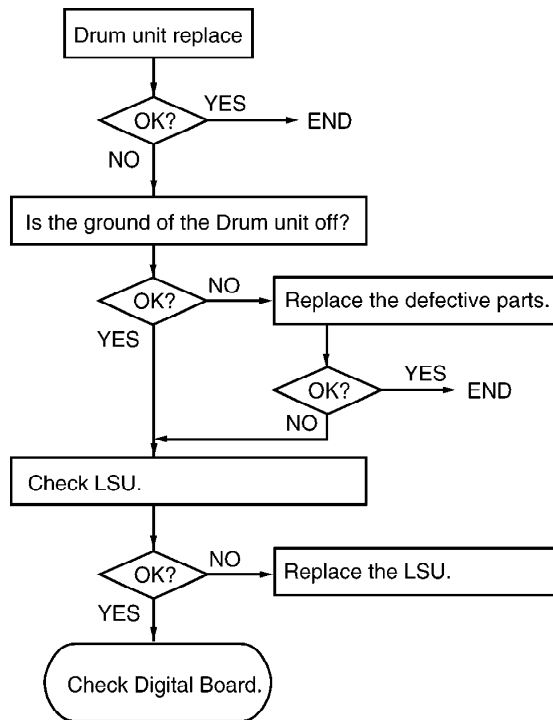 Drum unit replace
OK?
YES
END
NO
Is the ground of the Drum unit off?
OK?
NO
Replace the defective parts.
YES
OK?
YES
END
NO
Check LSU.
OK?
NO
Replace the LSU.
YES
Check Digital Board.